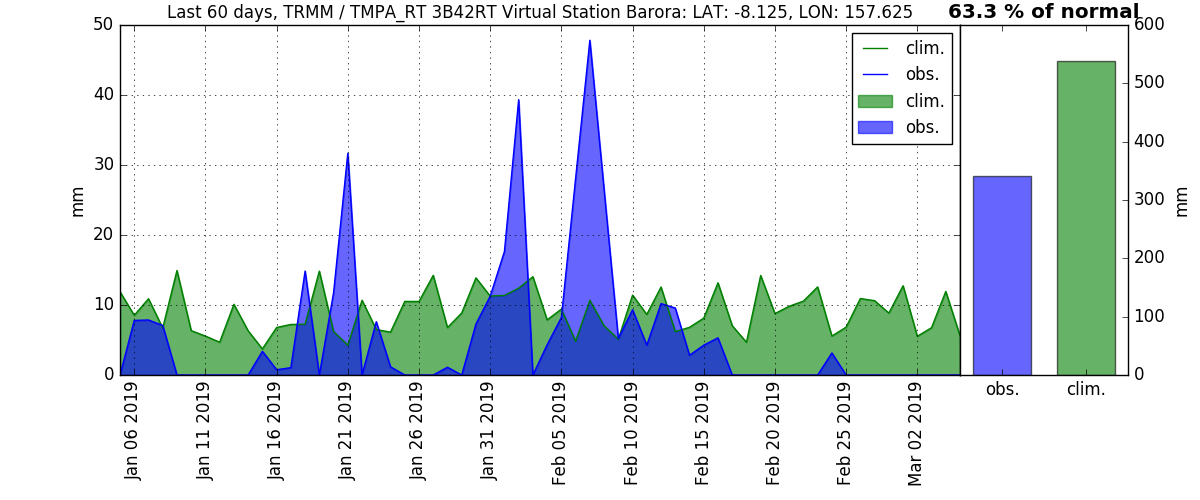 Last 60 days, TRMM / TMPA_RT 3B42RT Virtual Station Barora: LAT: -8.125, LON: 157.625
63.3 % of normal
50
40
30
20
10
0
mm
clim.
obs.
clim.
obs.
600
500
400
300
200
100
0
mm
Jan 06 2019
Jan 11 2019
Jan 16 2019
Jan 21 2019
Jan 26 2019
Jan 31 2019
Feb 05 2019
Feb 10 2019
Feb 15 2019
Feb 20 2019
Feb 25 2019
Mar 02 2019
obs.
clim.